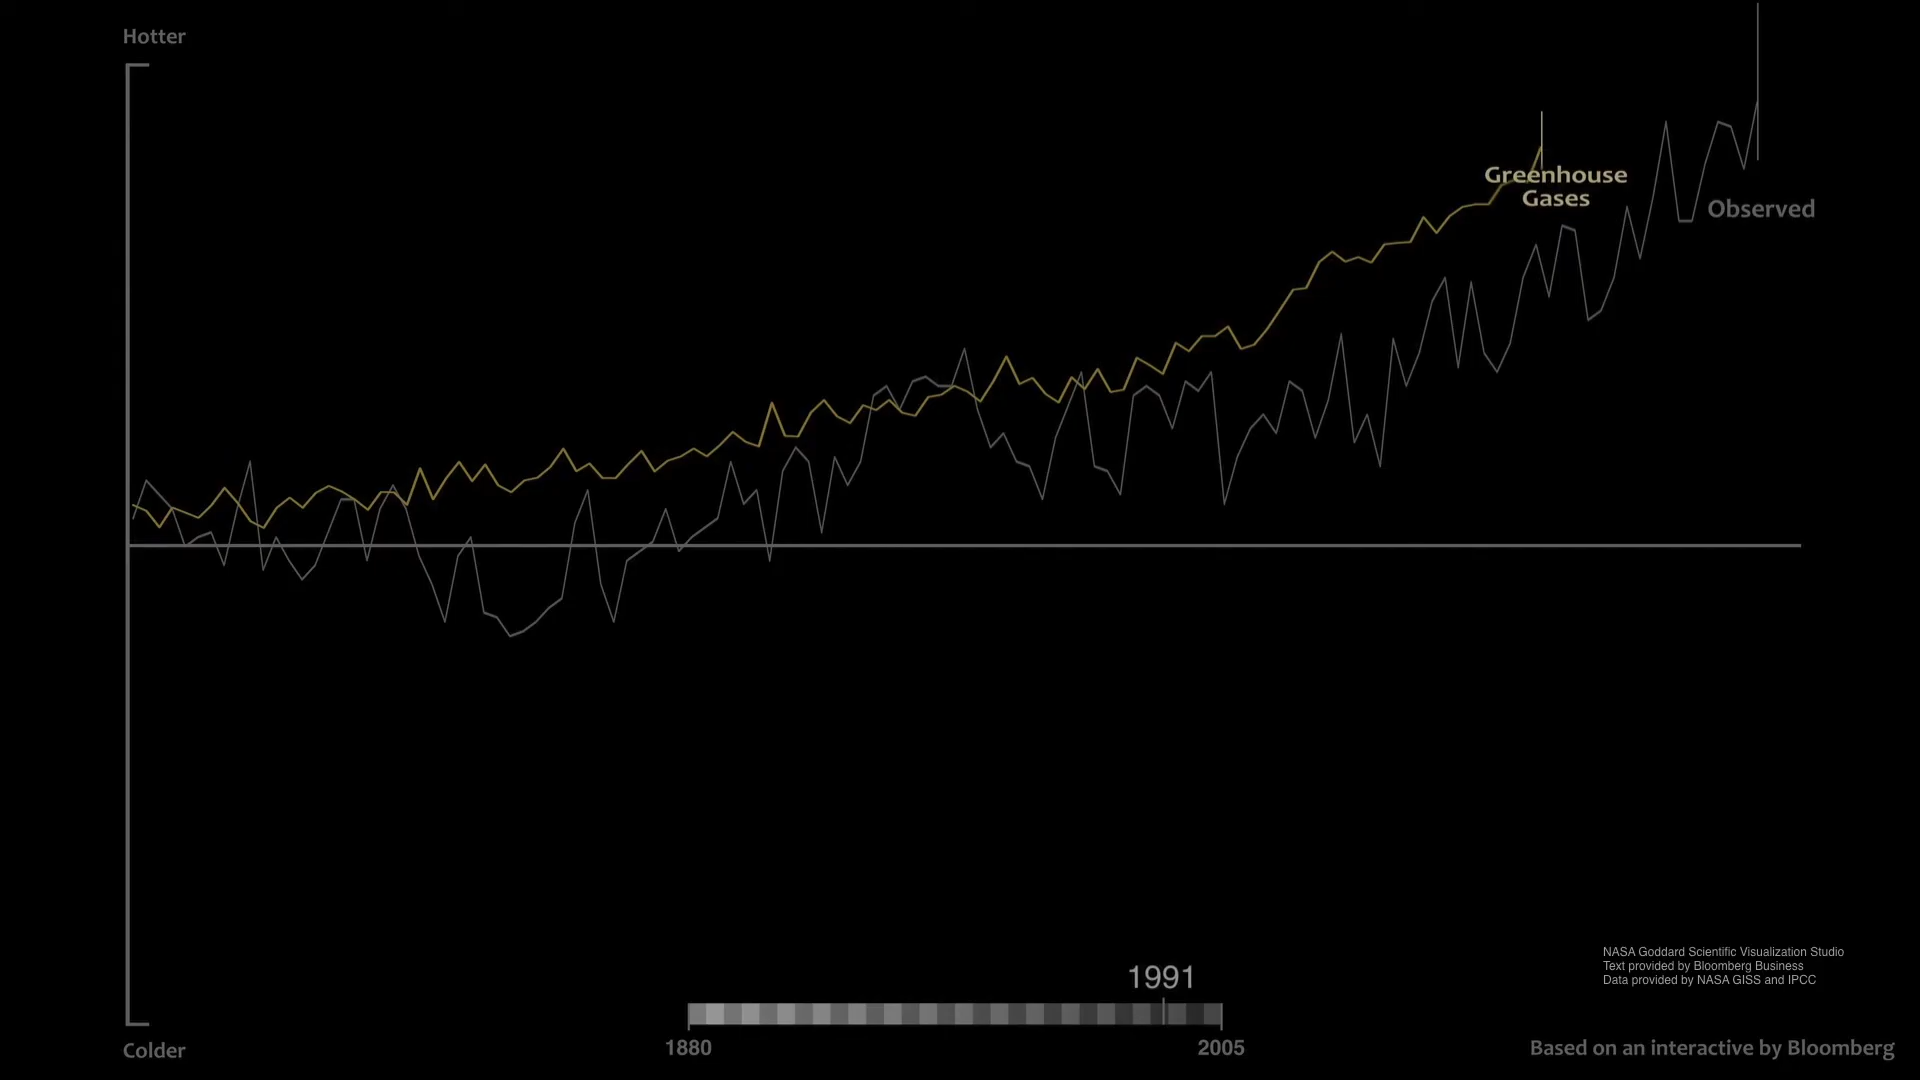 Hotter
Greenhouse
Gases
Observed
NASA Goddard Scientific Visualization Studio
Text provided by Bloomberg Business
Data provided by NASA GISS and IPCC
1991
1880
2005
Colder
Based on an interactive by Bloomberg